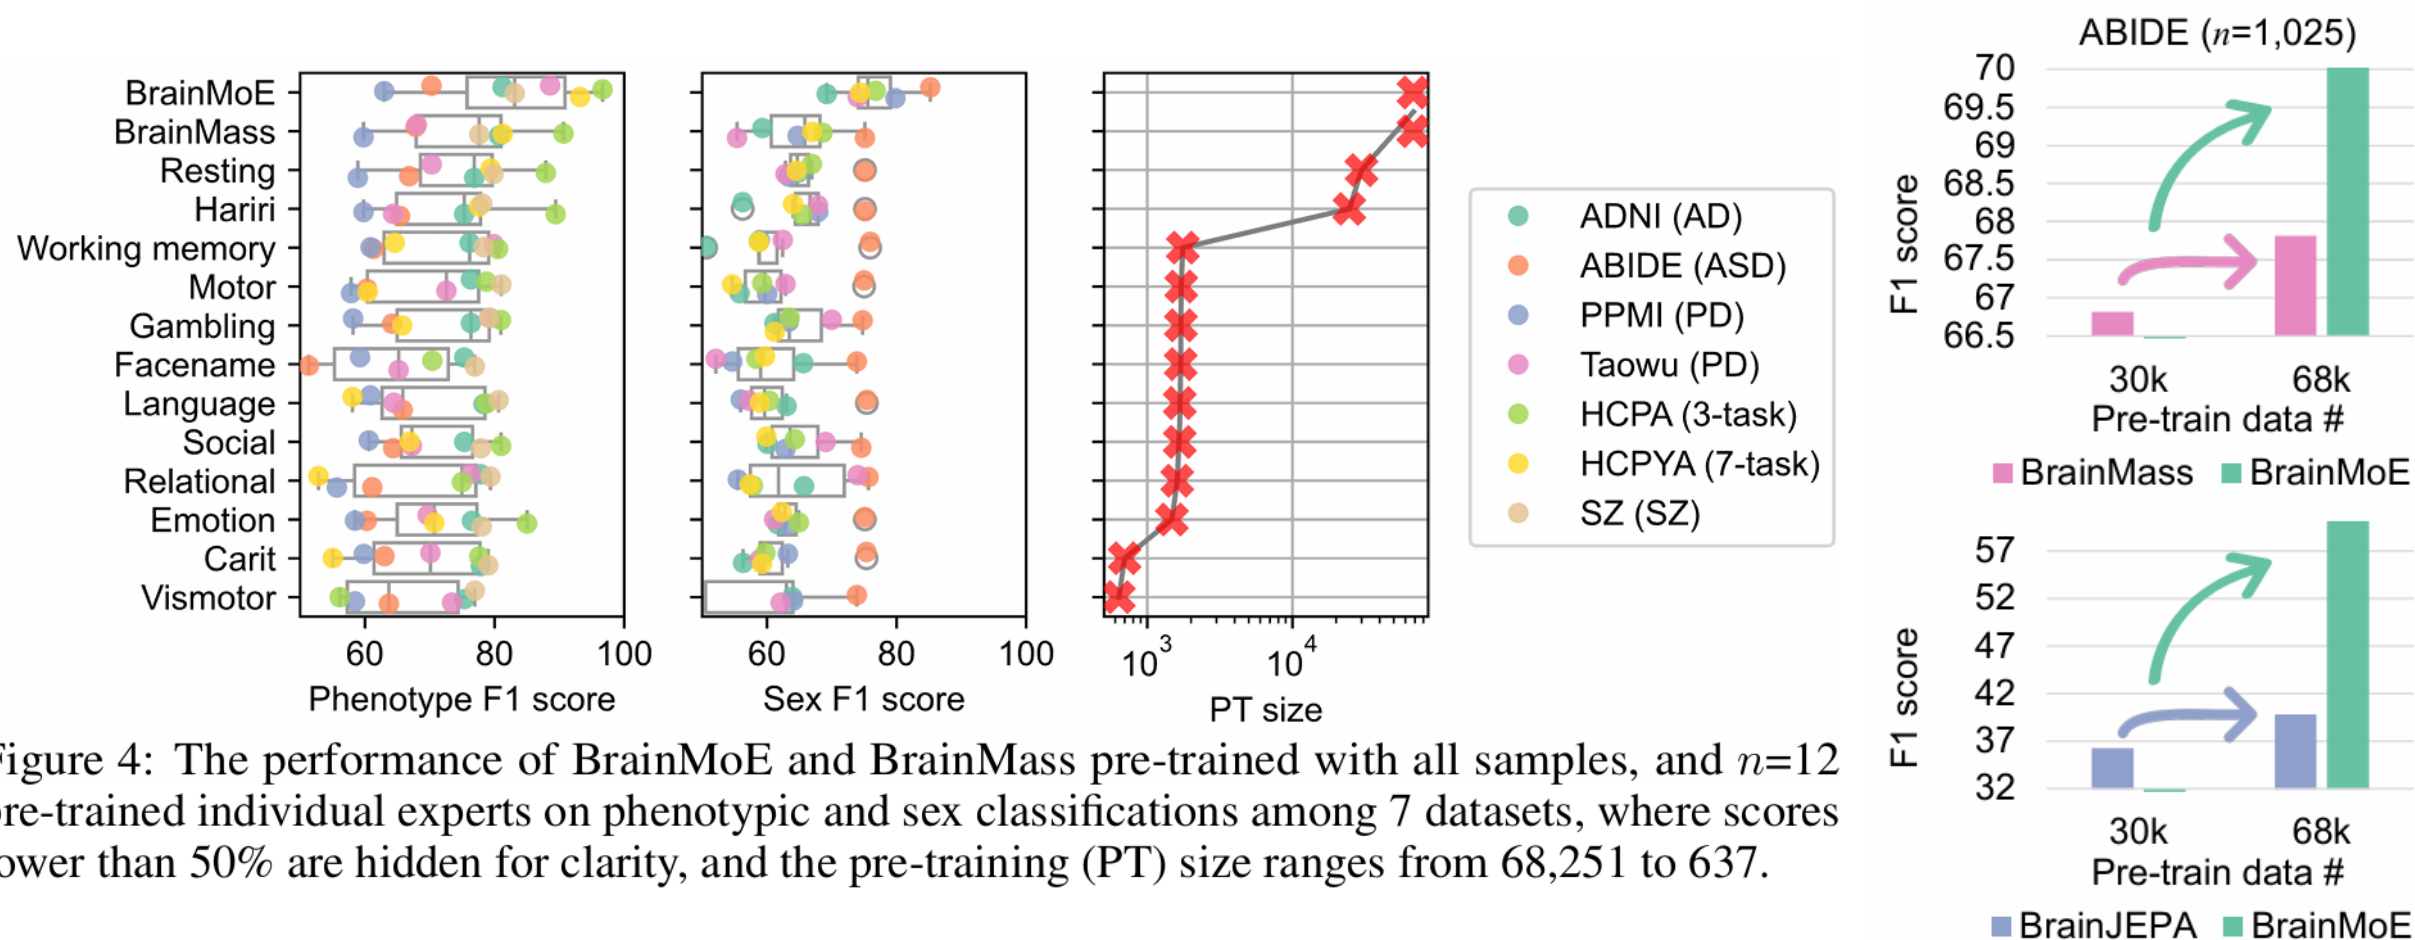 BrainMoE
BrainMass
Resting
Hariri
Working memory
Motor
Gambling
Facename
Language
Social
Relational
Emotion
Carit
Vismotor
60 80 100
Phenotype F1 score
60 80 100
Sex F1 score
10³ 10⁴
PT size
ADNI (AD)
ABIDE (ASD)
PPMI (PD)
Taowu (PD)
HCPA (3-task)
HCPYA (7-task)
SZ (SZ)
igure 4: The performance of BrainMoE and BrainMass pre-trained with all samples, and n=12
re-trained individual experts on phenotypic and sex classifications among 7 datasets, where scores
ower than 50% are hidden for clarity, and the pre-training (PT) size ranges from 68,251 to 637.
ABIDE (n=1,025)
70
69.5
69
68.5
68
67.5
67
66.5
F1 score
30k 68k
Pre-train data #
BrainMass BrainMoE
57
52
47
42
37
32
F1 score
30k 68k
Pre-train data #
BrainJEPA BrainMoE